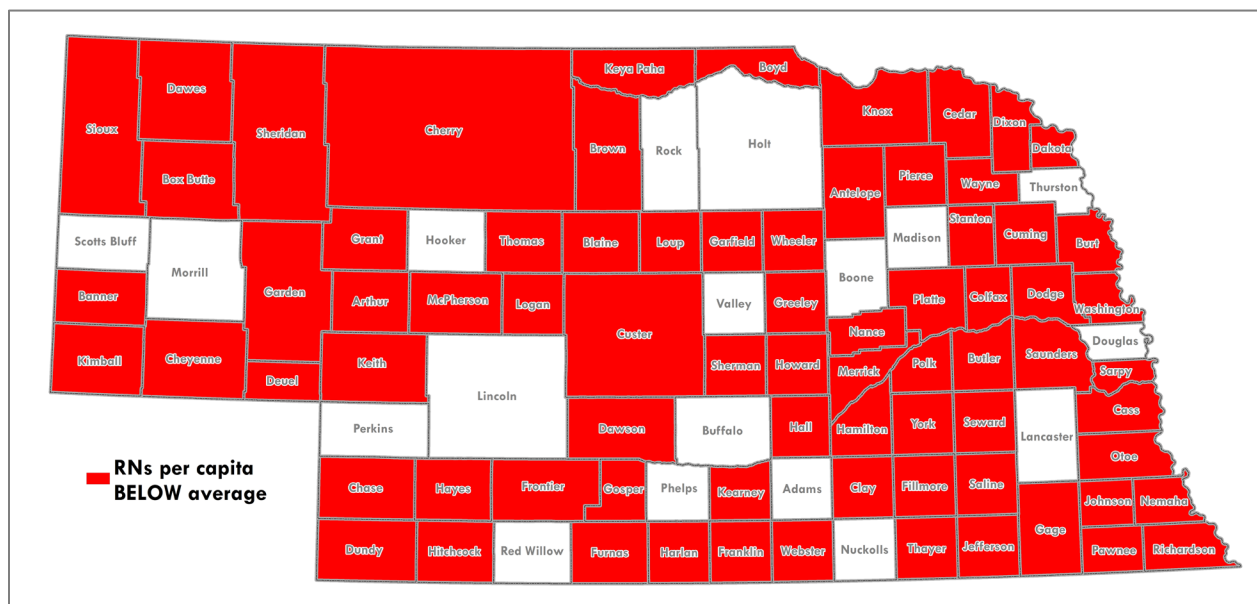 Keya Paha
Boyd
Dawes
Knox
Cedar
Dixon
Sioux
Sheridan
Cherry
Brown
Rock
Holt
Dakota
Box Butte
Antelope
Pierce
Wayne
Thurston
Scotts Bluff
Grant
Hooker
Thomas
Blaine
Loup
Garfield
Wheeler
Madison
Stanton
Cuming
Burt
Morrill
Garden
Boone
Banner
Arthur
McPherson
Logan
Valley
Greeley
Platte
Colfax
Dodge
Washington
Custer
Nance
Kimball
Cheyenne
Keith
Sherman
Howard
Merrick
Polk
Butler
Saunders
Douglas
Sarpy
Deuel
Lincoln
Perkins
Dawson
Buffalo
Hall
Hamilton
York
Seward
Lancaster
Cass
Otoe
RNs per capita
BELOW average
Chase
Hayes
Frontier
Gosper
Phelps
Kearney
Adams
Clay
Fillmore
Saline
Johnson
Nemaha
Dundy
Hitchcock
Red Willow
Furnas
Harlan
Franklin
Webster
Nuckolls
Thayer
Jefferson
Gage
Pawnee
Richardson